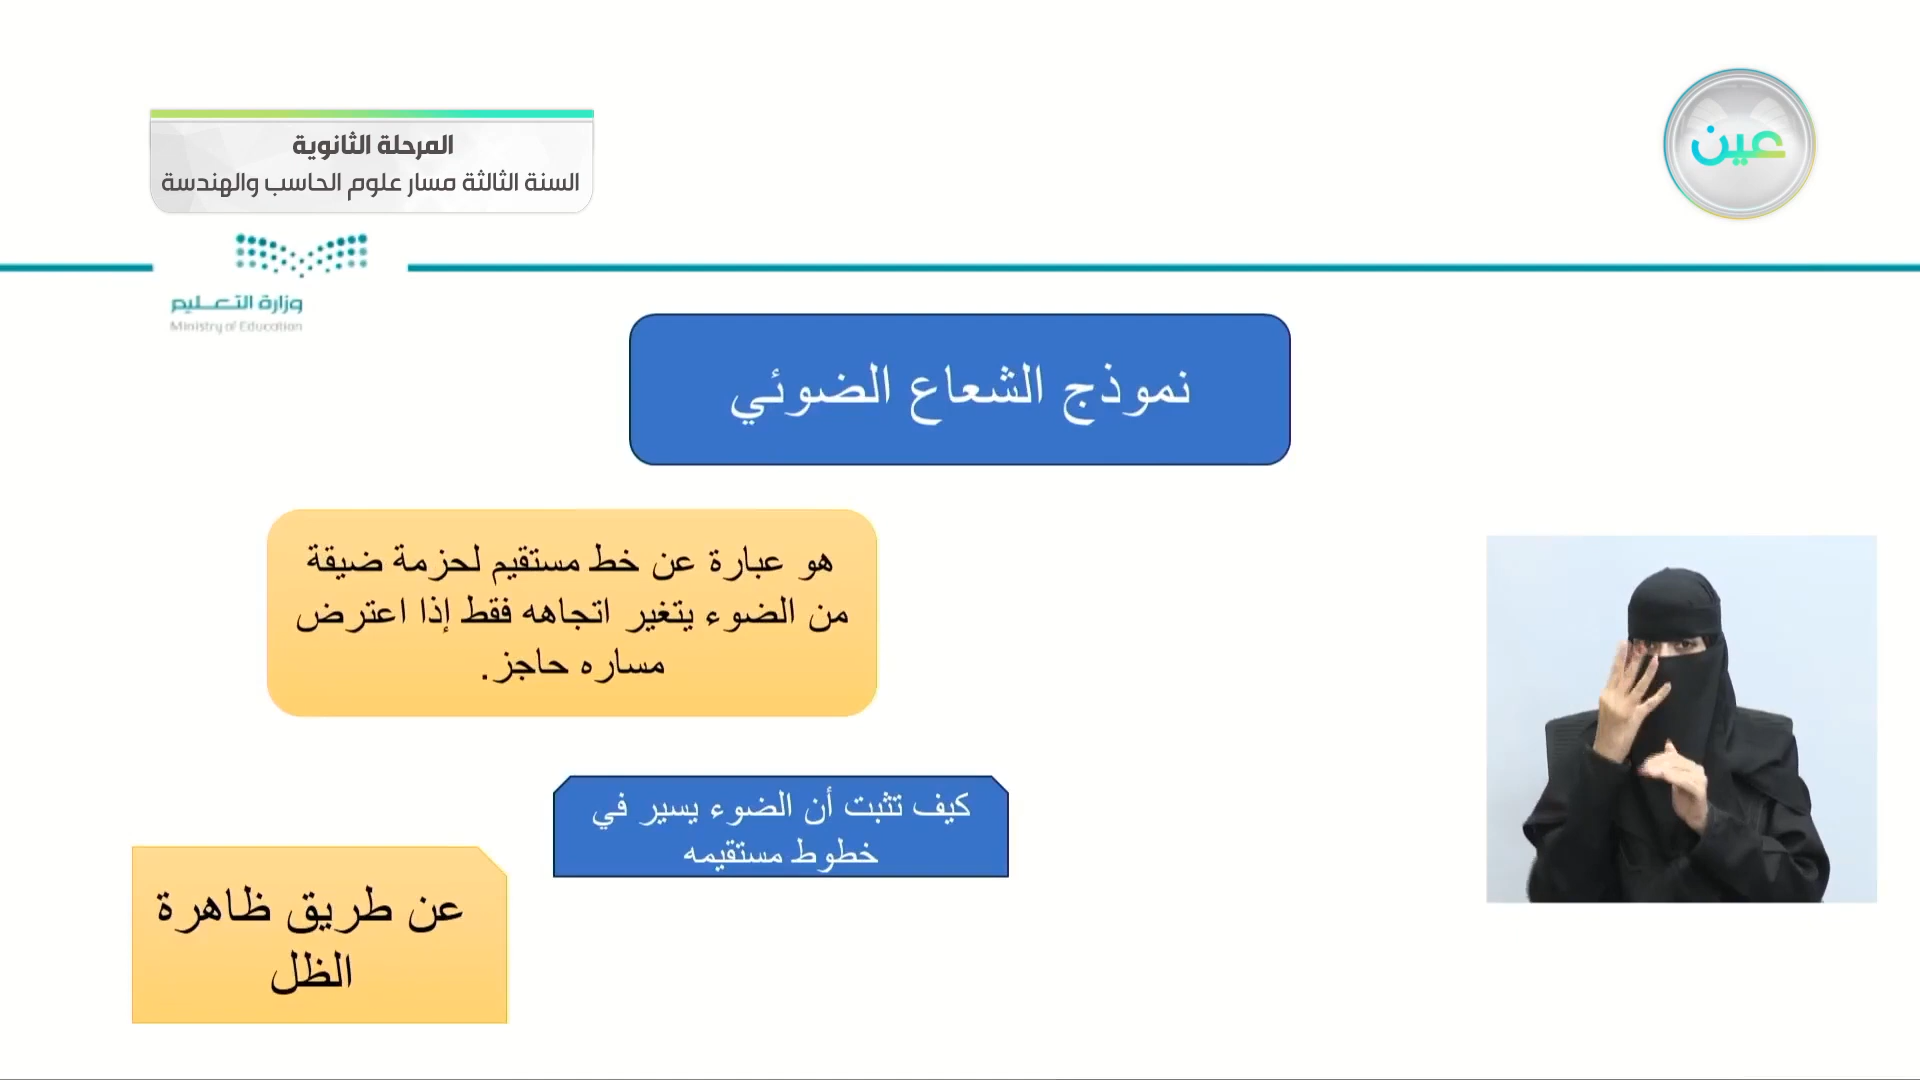 عين
المرحلة الثانوية
السنة الثالثة مسار علوم الحاسب والهندسة
وزارة التعليم
Ministry of Education
نموذج الشعاع الضوئي
هو عبارة عن خط مستقيم لحزمة ضيقة
من الضوء يتغير اتجاهه فقط إذا اعترض
مساره حاجز.
كيف تثبت أن الضوء يسير في
خطوط مستقيمه
عن طريق ظاهرة
الظل